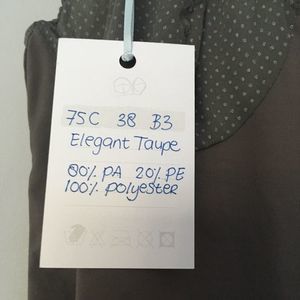 75C 38 B3
Elegant Taupe
80% PA 20% PE
100% polyester